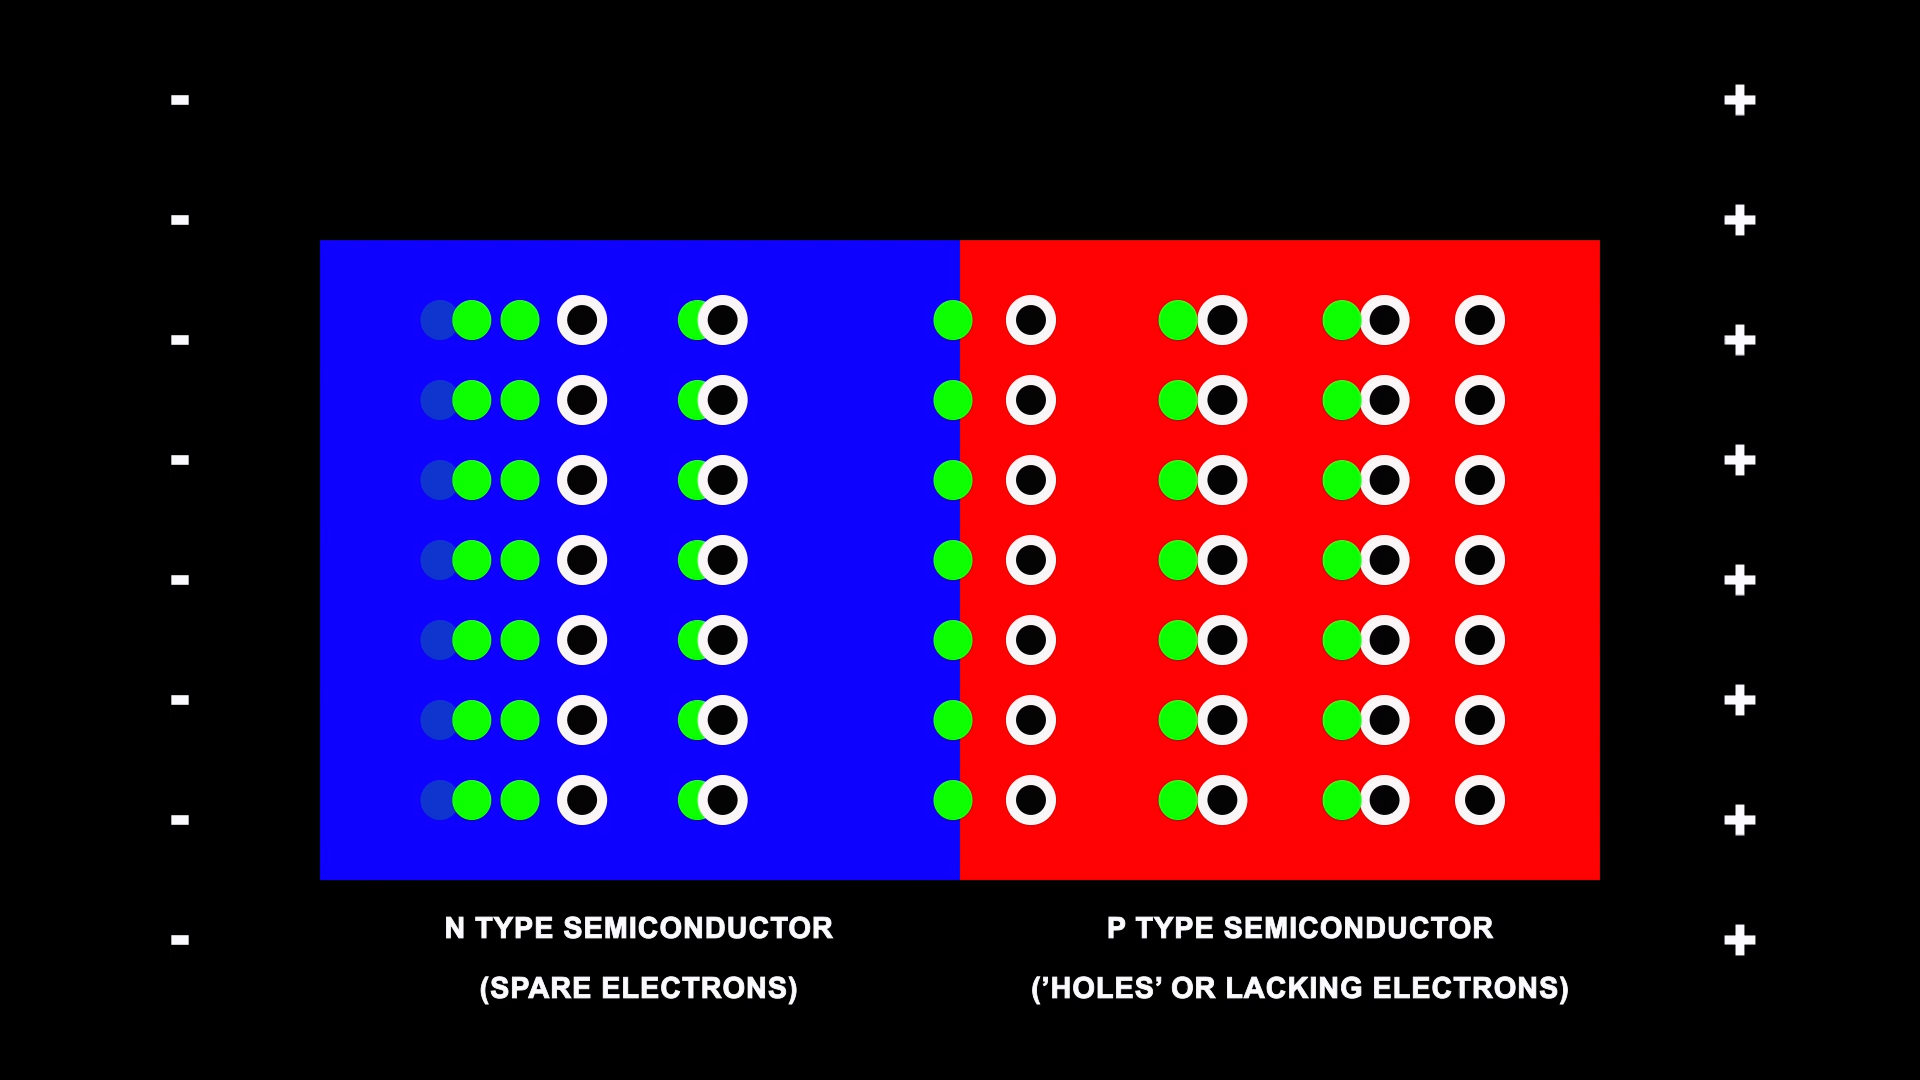 - +
- +
- +
- +
- +
- +
- +
- +
N TYPE SEMICONDUCTOR
(SPARE ELECTRONS)
P TYPE SEMICONDUCTOR
(’HOLES’ OR LACKING ELECTRONS)